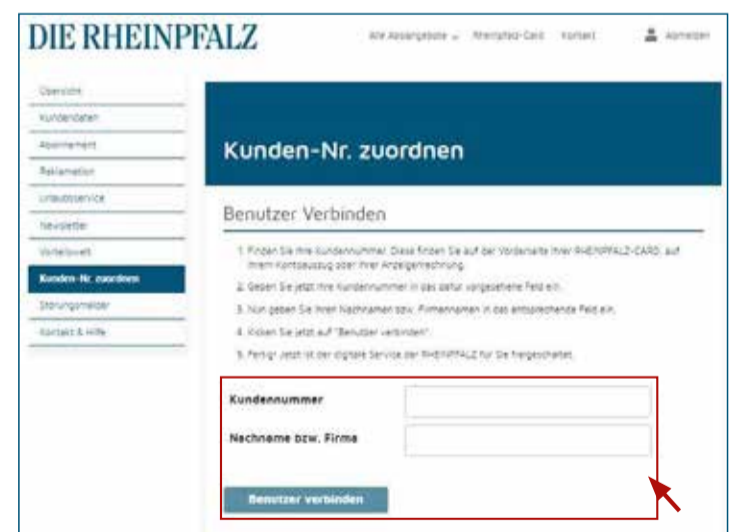 DIE RHEINPFALZ
Alle Aboangebote Rheinpfalz-Card Kontakt Abmelden
Übersicht
Kundendaten
Abonnement
Reklamation
Urlaubsservice
Newsletter
Vorteilswelt
Kunden-Nr. zuordnen
Störungsmelder
Kontakt & Hilfe
Kunden-Nr. zuordnen
Benutzer Verbinden
1. Finden Sie Ihre Kundennummer. Diese finden Sie auf der Vorderseite Ihrer RHEINPFALZ-CARD, auf
Ihrem Kontoauszug oder Ihrer Anzeigenrechnung.
2. Geben Sie jetzt Ihre Kundennummer in das dafür vorgesehene Feld ein.
3. Nun geben Sie Ihren Nachnamen bzw. Firmennamen in das entsprechende Feld ein.
4. Klicken Sie jetzt auf "Benutzer verbinden".
5. Fertig! Jetzt ist der digitale Service der RHEINPFALZ für Sie freigeschaltet.
Kundennummer
Nachname bzw. Firma
Benutzer verbinden